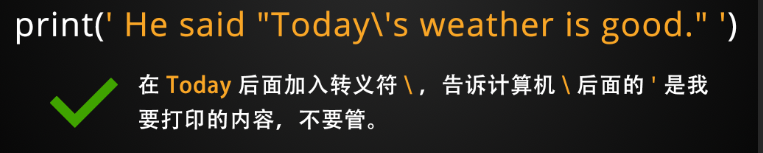 print(' He said "Today\'s weather is good." ')
在 Today 后面加入转义符 \ ，告诉计算机 \ 后面的 ' 是我
要打印的内容，不要管。